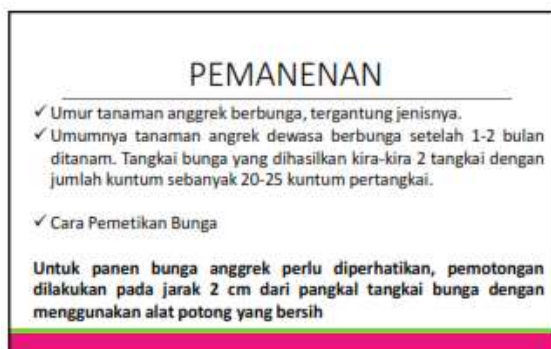 PEMANENAN
✓ Umur tanaman anggrek berbunga, tergantung jenisnya.
✓ Umumnya tanaman angrek dewasa berbunga setelah 1-2 bulan
ditanam. Tangkai bunga yang dihasilkan kira-kira 2 tangkai dengan
jumlah kuntum sebanyak 20-25 kuntum pertangkai.
✓ Cara Pemetikan Bunga
Untuk panen bunga anggrek perlu diperhatikan, pemotongan
dilakukan pada jarak 2 cm dari pangkal tangkai bunga dengan
menggunakan alat potong yang bersih